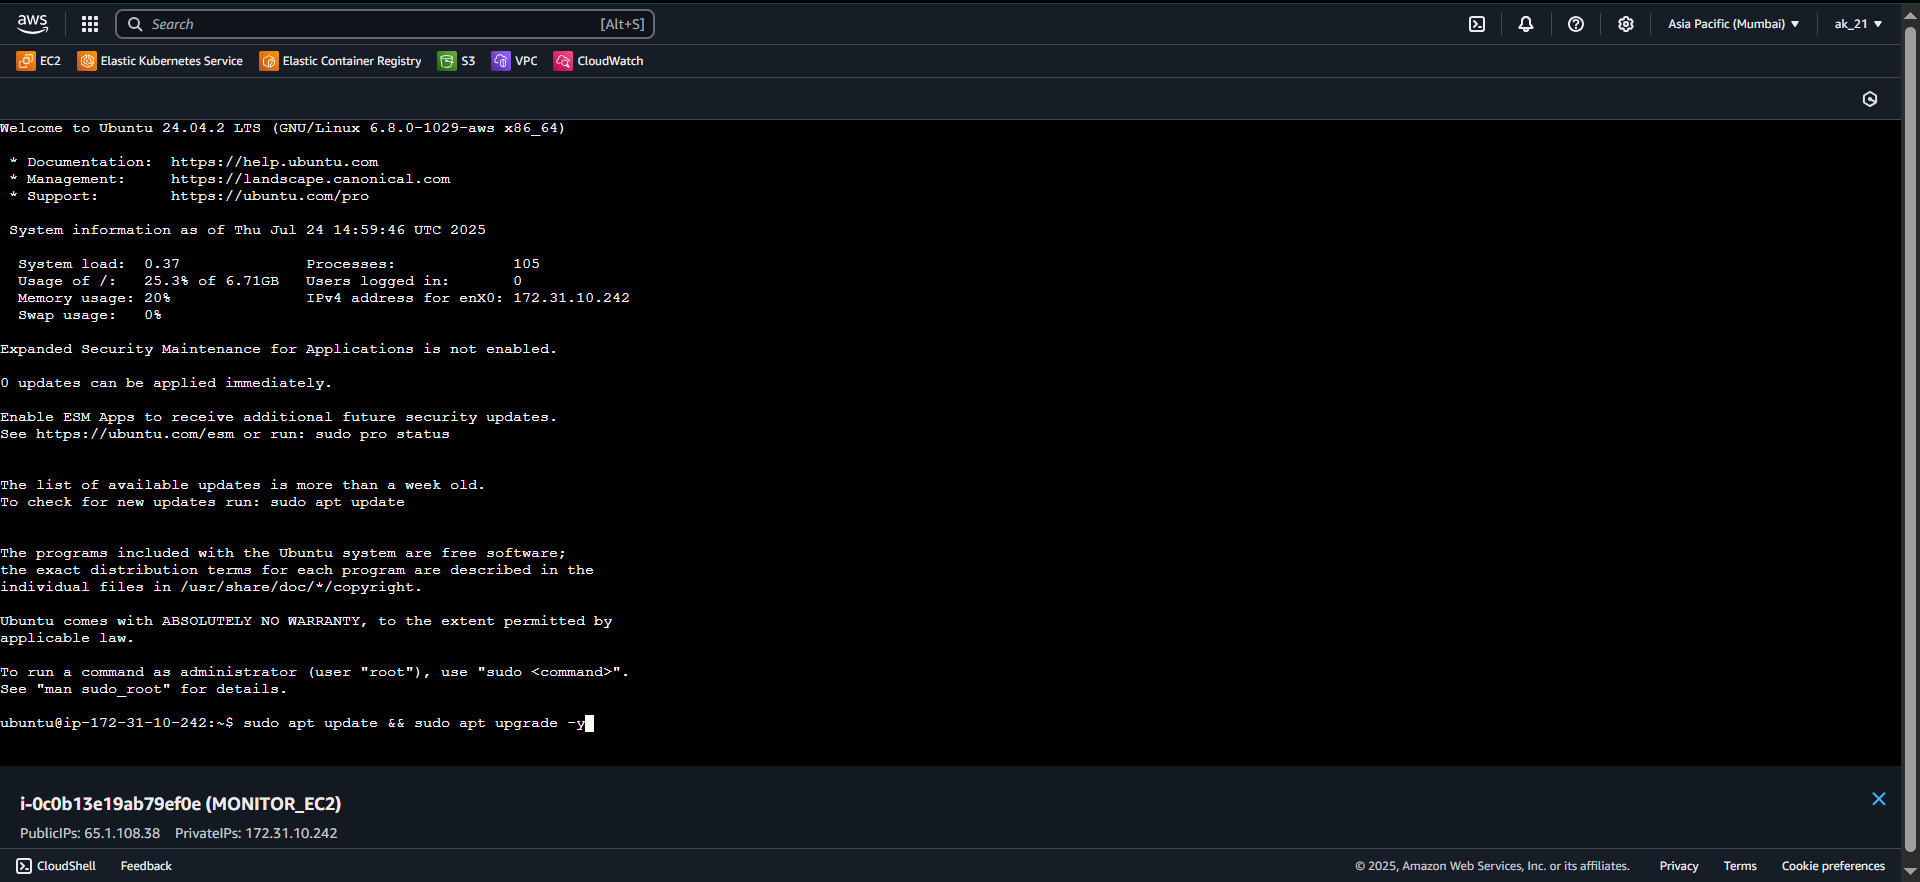 aws
Search [Alt+S]
Asia Pacific (Mumbai) ▼
ak_21 ▼
EC2 Elastic Kubernetes Service Elastic Container Registry S3 VPC CloudWatch
Welcome to Ubuntu 24.04.2 LTS (GNU/Linux 6.8.0-1029-aws x86_64)
* Documentation:  https://help.ubuntu.com
* Management:     https://landscape.canonical.com
* Support:        https://ubuntu.com/pro
System information as of Thu Jul 24 14:59:46 UTC 2025
System load:  0.37              Processes:             105
Usage of /:   25.3% of 6.71GB   Users logged in:       0
Memory usage: 20%               IPv4 address for enX0: 172.31.10.242
Swap usage:   0%
Expanded Security Maintenance for Applications is not enabled.
0 updates can be applied immediately.
Enable ESM Apps to receive additional future security updates.
See https://ubuntu.com/esm or run: sudo pro status
The list of available updates is more than a week old.
To check for new updates run: sudo apt update
The programs included with the Ubuntu system are free software;
the exact distribution terms for each program are described in the
individual files in /usr/share/doc/*/copyright.
Ubuntu comes with ABSOLUTELY NO WARRANTY, to the extent permitted by
applicable law.
To run a command as administrator (user "root"), use "sudo <command>".
See "man sudo_root" for details.
ubuntu@ip-172-31-10-242:~$ sudo apt update && sudo apt upgrade -y
i-0c0b13e19ab79ef0e (MONITOR_EC2)
PublicIPs: 65.1.108.38 PrivateIPs: 172.31.10.242
CloudShell Feedback © 2025, Amazon Web Services, Inc. or its affiliates. Privacy Terms Cookie preferences